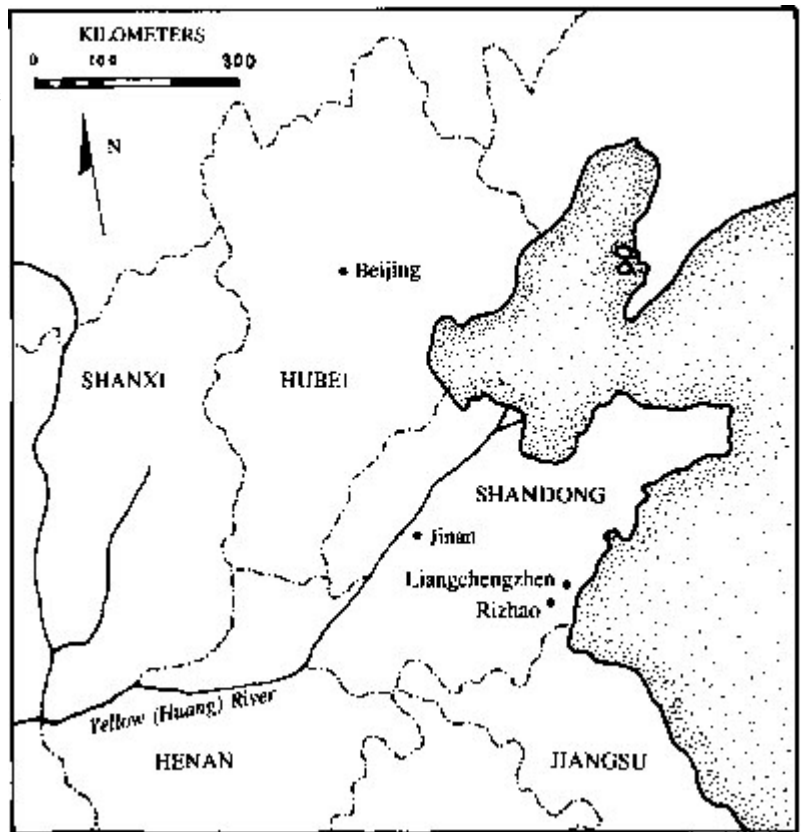 KILOMETERS
0 100 300
N
Beijing
SHANXI
HUBEI
SHANDONG
Jinan
Liangchengzhen
Rizhao
Yellow (Huang) River
HENAN
JIANGSU